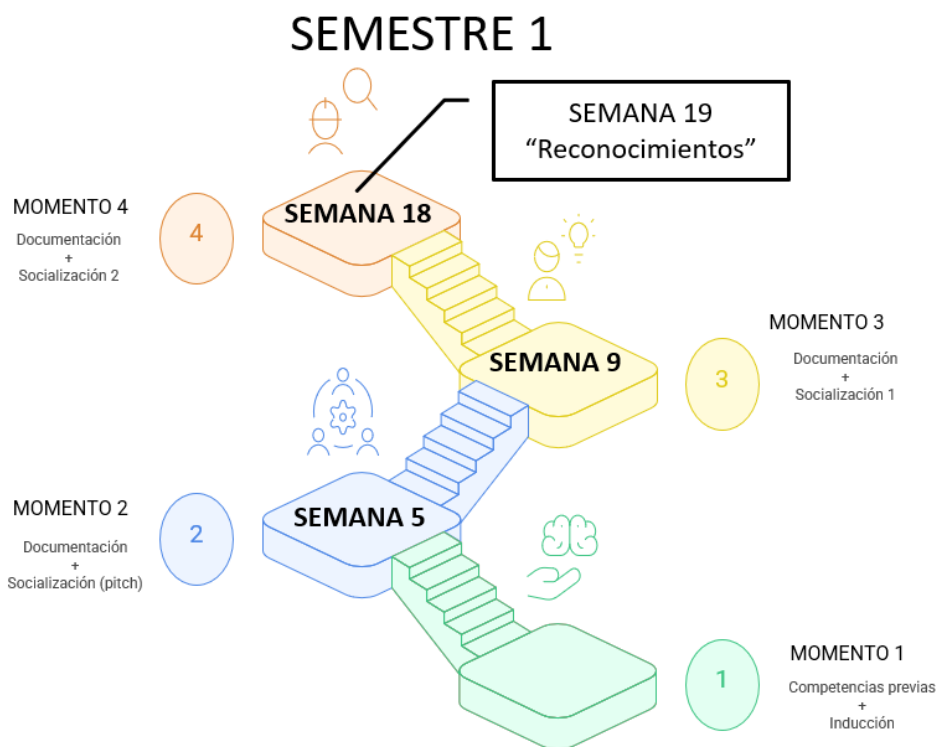 SEMESTRE 1
SEMANA 19
“Reconocimientos”
SEMANA 18
MOMENTO 4
Documentación
+
Socialización 2
4
MOMENTO 3
Documentación
+
Socialización 1
3
SEMANA 9
MOMENTO 2
Documentación
+
Socialización (pitch)
2
SEMANA 5
MOMENTO 1
Competencias previas
+
Inducción
1